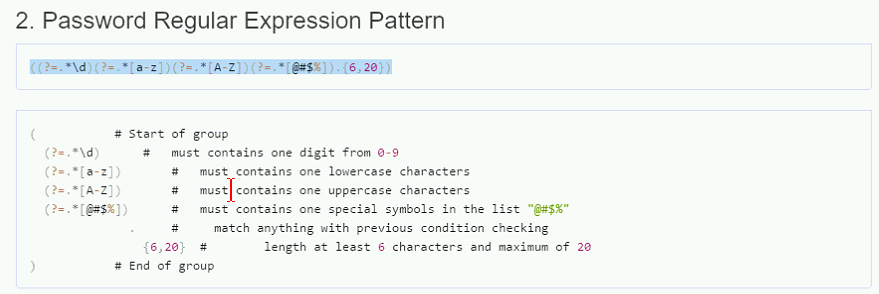 2. Password Regular Expression Pattern
((?=.*\d)(?=.*[a-z])(?=.*[A-Z])(?=.*[@#$%]).{6,20})
( # Start of group
(?=.*\d) # must contains one digit from 0-9
(?=.*[a-z]) # must contains one lowercase characters
(?=.*[A-Z]) # must contains one uppercase characters
(?=.*[@#$%]) # must contains one special symbols in the list "@#$%"
. # match anything with previous condition checking
{6,20} # length at least 6 characters and maximum of 20
) # End of group